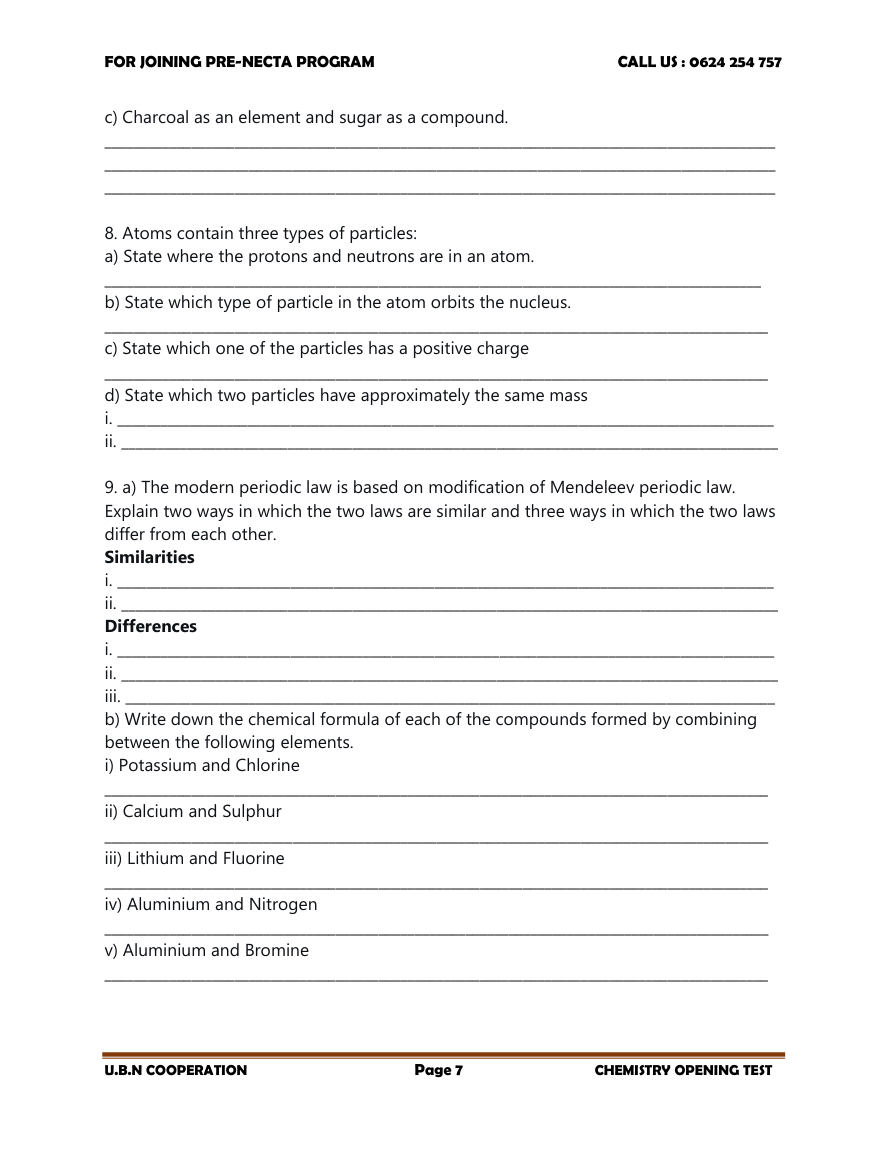 FOR JOINING PRE-NECTA PROGRAM CALL US : 0624 254 757
c) Charcoal as an element and sugar as a compound.
8. Atoms contain three types of particles:
a) State where the protons and neutrons are in an atom.
b) State which type of particle in the atom orbits the nucleus.
c) State which one of the particles has a positive charge
d) State which two particles have approximately the same mass
i.
ii.
9. a) The modern periodic law is based on modification of Mendeleev periodic law.
Explain two ways in which the two laws are similar and three ways in which the two laws
differ from each other.
Similarities
i.
ii.
Differences
i.
ii.
iii.
b) Write down the chemical formula of each of the compounds formed by combining
between the following elements.
i) Potassium and Chlorine
ii) Calcium and Sulphur
iii) Lithium and Fluorine
iv) Aluminium and Nitrogen
v) Aluminium and Bromine
U.B.N COOPERATION Page 7 CHEMISTRY OPENING TEST